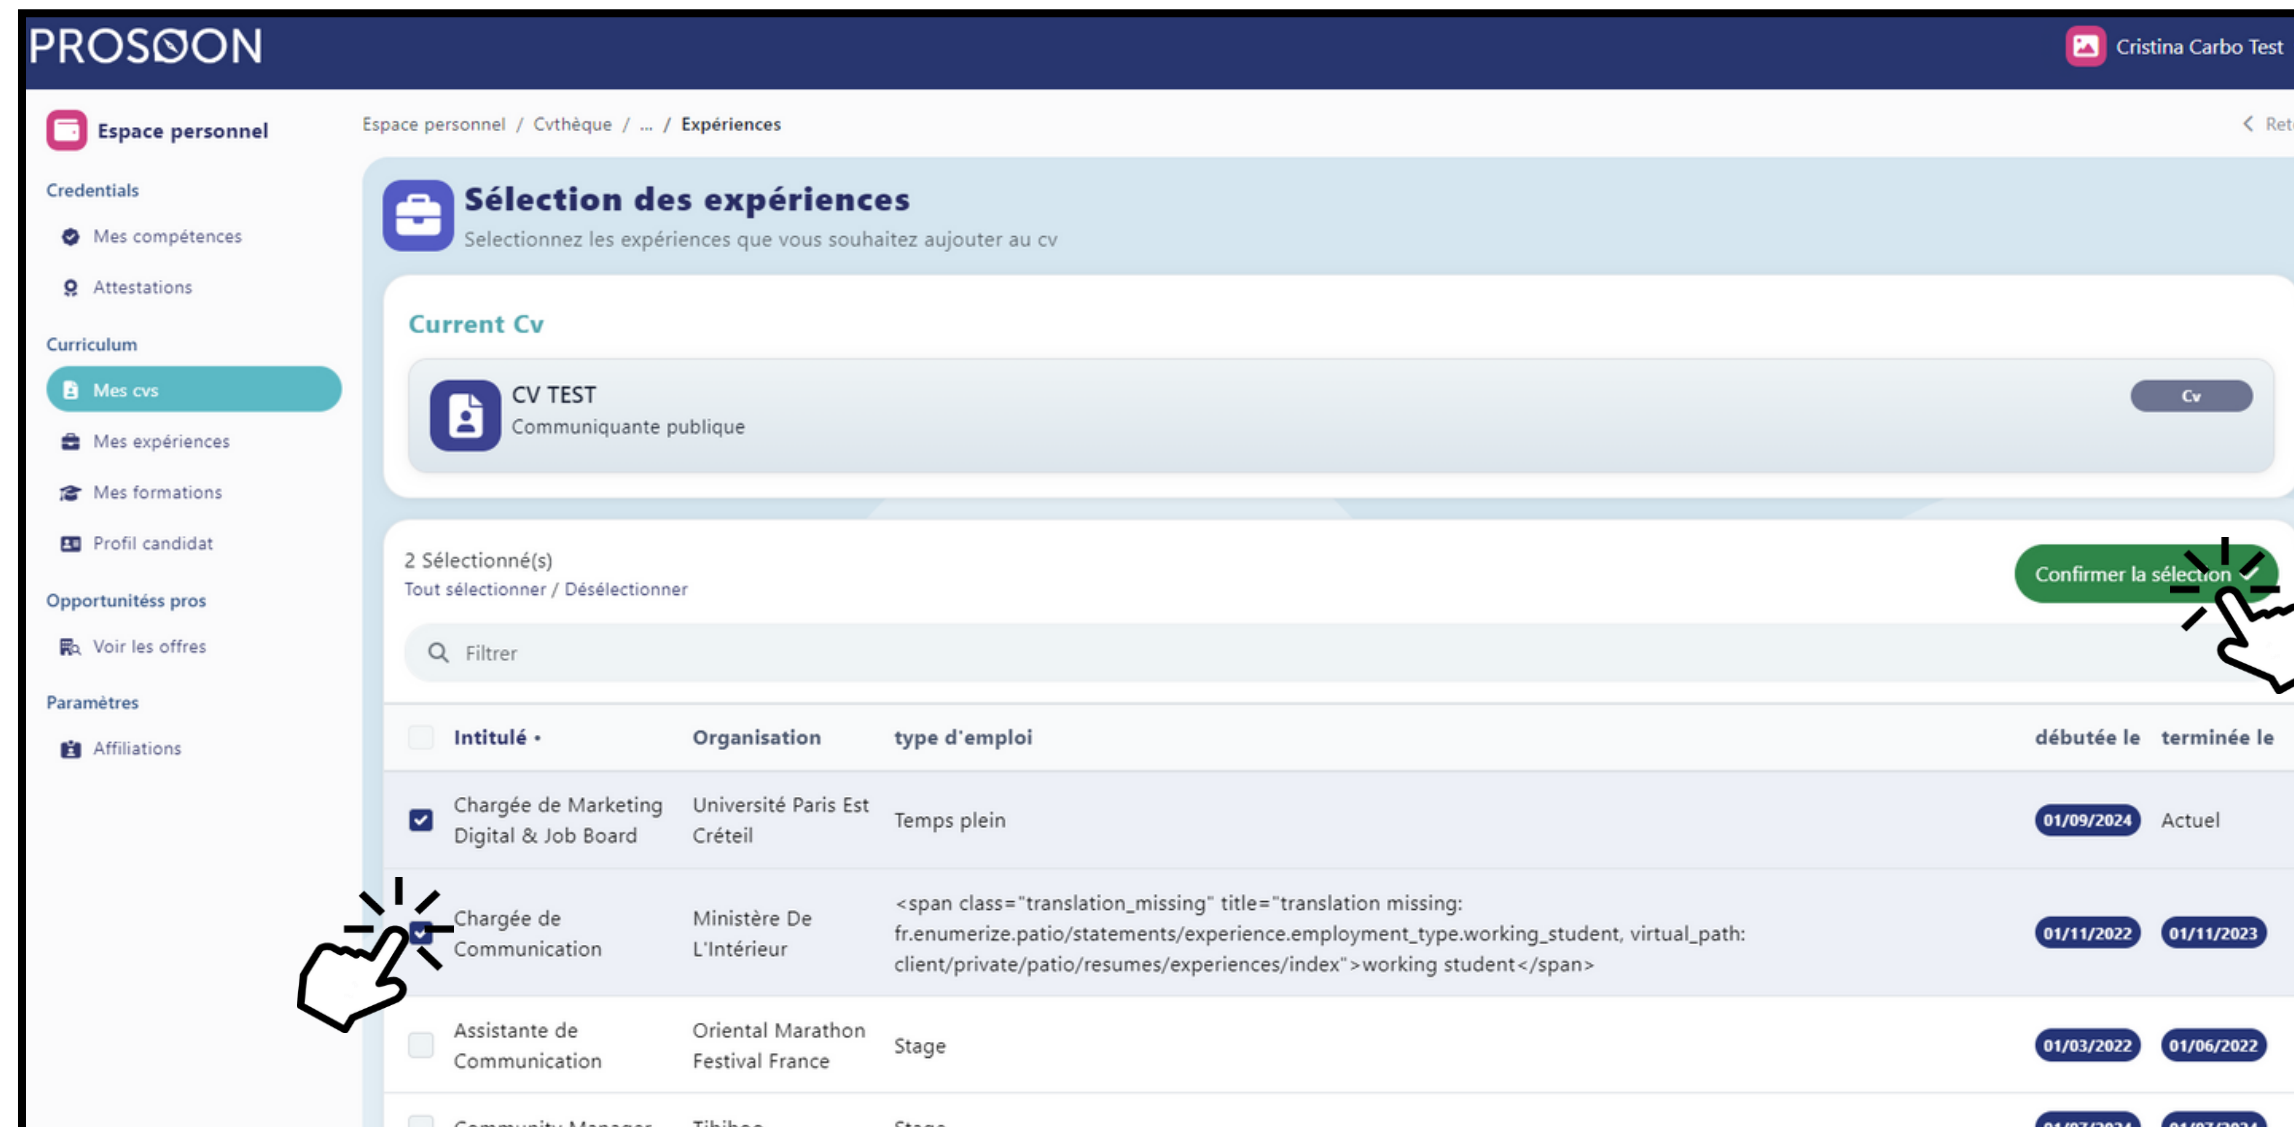 PROSOON
Cristina Carbo Test
Espace personnel
Espace personnel / Cvthèque / ... / Expériences
Credentials
Mes compétences
Attestations
Curriculum
Mes cvs
Mes expériences
Mes formations
Profil candidat
Opportunitéss pros
Voir les offres
Paramètres
Affiliations
Sélection des expériences
Selectionnez les expériences que vous souhaitez aujouter au cv
Current Cv
CV TEST
Communiquante publique
Cv
2 Sélectionné(s)
Tout sélectionner / Désélectionner
Confirmer la sélection
Filtrer
Intitulé • Organisation type d'emploi débutée le terminée le
Chargée de Marketing
Digital & Job Board
Université Paris Est
Créteil
Temps plein
01/09/2024 Actuel
Chargée de
Communication
Ministère De
L'Intérieur
<span class="translation_missing" title="translation missing:
fr.enumerize.patio/statements/experience.employment_type.working_student, virtual_path:
client/private/patio/resumes/experiences/index">working student</span>
01/11/2022 01/11/2023
Assistante de
Communication
Oriental Marathon
Festival France
Stage
01/03/2022 01/06/2022